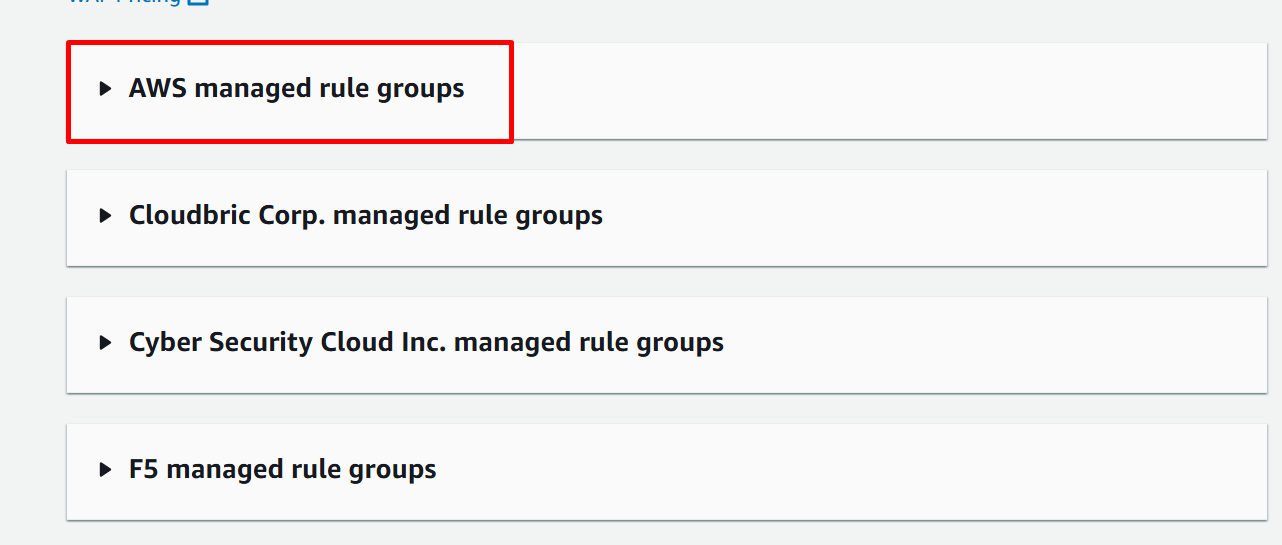 WAF Pricing
AWS managed rule groups
Cloudbric Corp. managed rule groups
Cyber Security Cloud Inc. managed rule groups
F5 managed rule groups